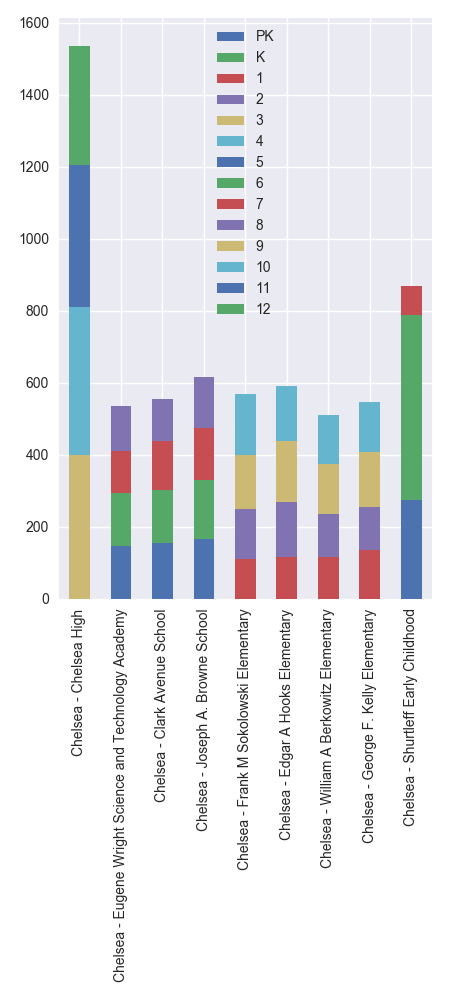 1600
1400
1200
1000
800
600
400
200
0
PK
K
1
2
3
4
5
6
7
8
9
10
11
12
Chelsea - Chelsea High
Chelsea - Eugene Wright Science and Technology Academy
Chelsea - Clark Avenue School
Chelsea - Joseph A. Browne School
Chelsea - Frank M Sokolowski Elementary
Chelsea - Edgar A Hooks Elementary
Chelsea - William A Berkowitz Elementary
Chelsea - George F. Kelly Elementary
Chelsea - Shurtleff Early Childhood